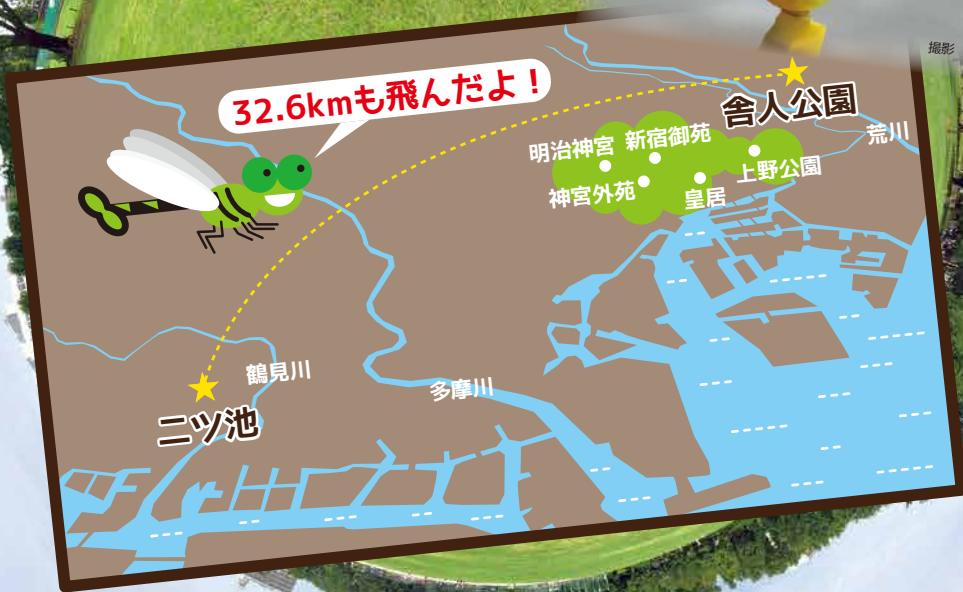 撮影
32.6kmも飛んだよ！
舎人公園
荒川
明治神宮
新宿御苑
上野公園
神宮外苑
皇居
鶴見川
多摩川
二ツ池